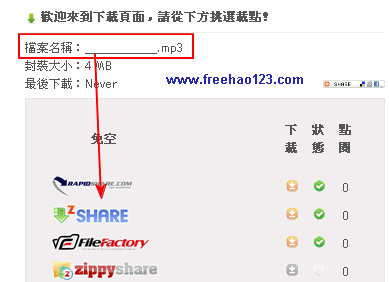 歡迎來到下載頁面，請從下方挑選載點!
檔案名稱：___________.mp3
封裝大小：4 MB
最後下載：Never
www.freehao123.com
SHARE
免空 下載 狀態 點閱
RAPIDSHARE.COM 0
ZSHARE 0
FileFactory 0
zippyshare 0